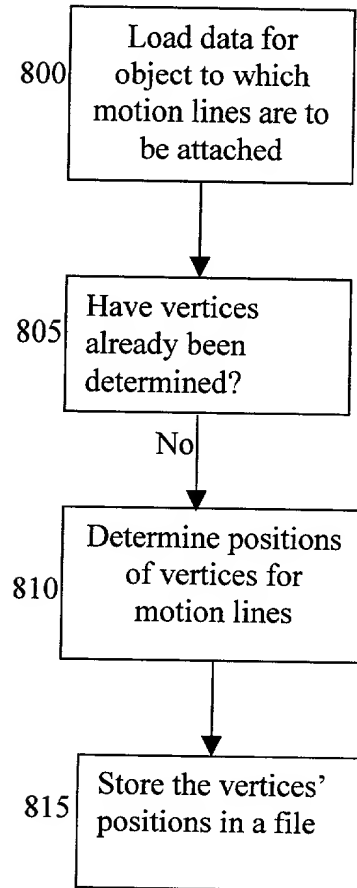 Load data for
800
object to which
motion lines are to
be attached
Have vertices
805
already been
determined?
No
Determine positions
810
of vertices for
motion lines
Store the vertices’
815
positions in a file